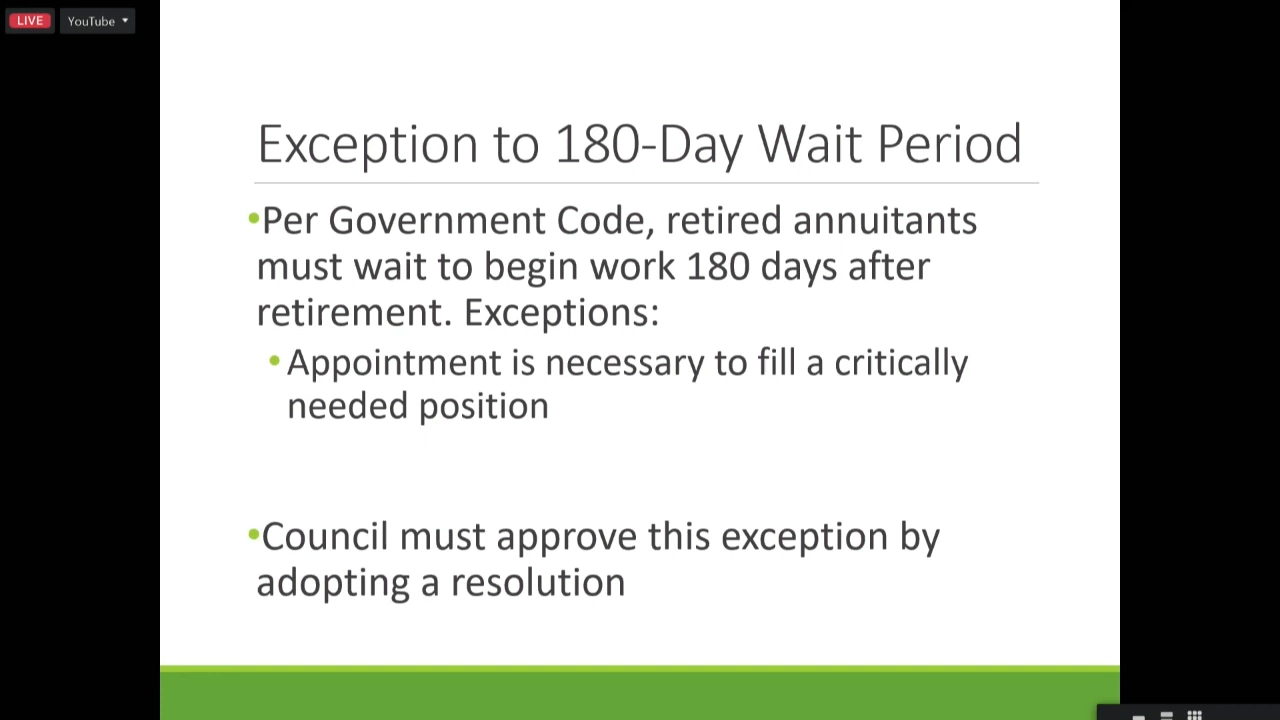 LIVE
YouTube
Exception to 180-Day Wait Period
•Per Government Code, retired annuitants
must wait to begin work 180 days after
retirement. Exceptions:
•Appointment is necessary to fill a critically
needed position
•Council must approve this exception by
adopting a resolution